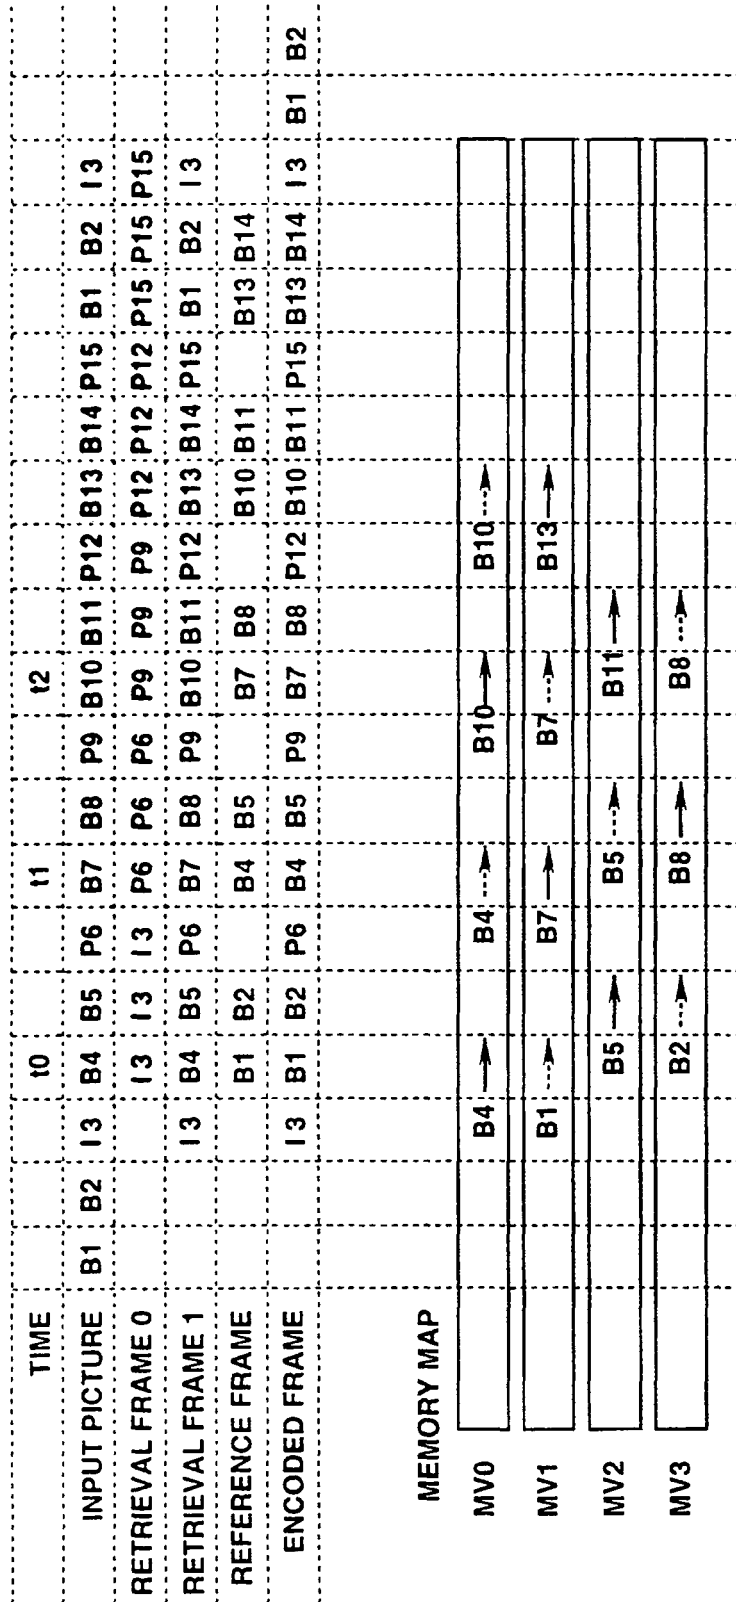 TIME t0 t1 t2
INPUT PICTURE B1 B2 I3 B4 B5 P6 B7 B8 P9 B10 B11 P12 B13 B14 P15 B1 B2 I3
RETRIEVAL FRAME 0 I3 I3 I3 P6 P6 P6 P9 P9 P9 P12 P12 P12 P15 P15 P15
RETRIEVAL FRAME 1 I3 B4 B5 P6 B7 B8 P9 B10 B11 P12 B13 B14 P15 B1 B2 I3
REFERENCE FRAME B1 B2 B4 B5 B7 B8 B10 B11 B13 B14
ENCODED FRAME I3 B1 B2 P6 B4 B5 P9 B7 B8 P12 B10 B11 P15 B13 B14 I3 B1 B2
MEMORY MAP
MV0 B4 B4 B10 B10
MV1 B1 B7 B7 B13
MV2 B5 B5 B11
MV3 B2 B8 B8